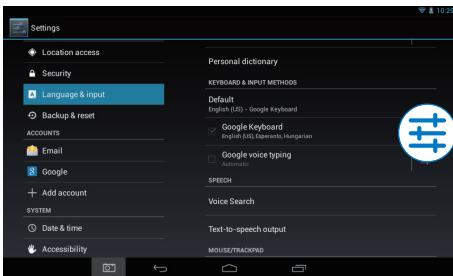 10:29
Settings
Location access
Security
Language & input
Backup & reset
ACCOUNTS
Email
Google
Add account
SYSTEM
Date & time
Accessibility
Personal dictionary
KEYBOARD & INPUT METHODS
Default
English (US) - Google Keyboard
Google Keyboard
English (US), Esperanto, Hungarian
Google voice typing
Automatic
SPEECH
Voice Search
Text-to-speech output
MOUSE/TRACKPAD